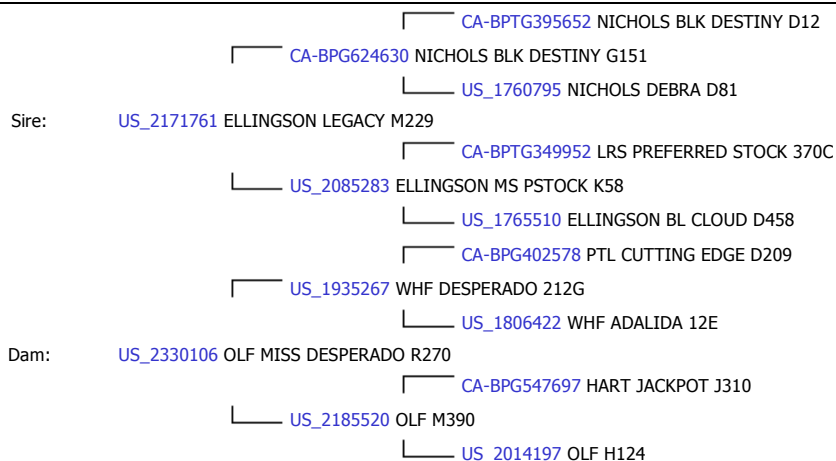 CA-BPTG395652 NICHOLS BLK DESTINY D12
CA-BPG624630 NICHOLS BLK DESTINY G151
US_1760795 NICHOLS DEBRA D81
Sire: US_2171761 ELLINGSON LEGACY M229
CA-BPTG349952 LRS PREFERRED STOCK 370C
US_2085283 ELLINGSON MS PSTOCK K58
US_1765510 ELLINGSON BL CLOUD D458
CA-BPG402578 PTL CUTTING EDGE D209
US_1935267 WHF DESPERADO 212G
US_1806422 WHF ADALIDA 12E
Dam: US_2330106 OLF MISS DESPERADO R270
CA-BPG547697 HART JACKPOT J310
US_2185520 OLF M390
US_2014197 OLF H124